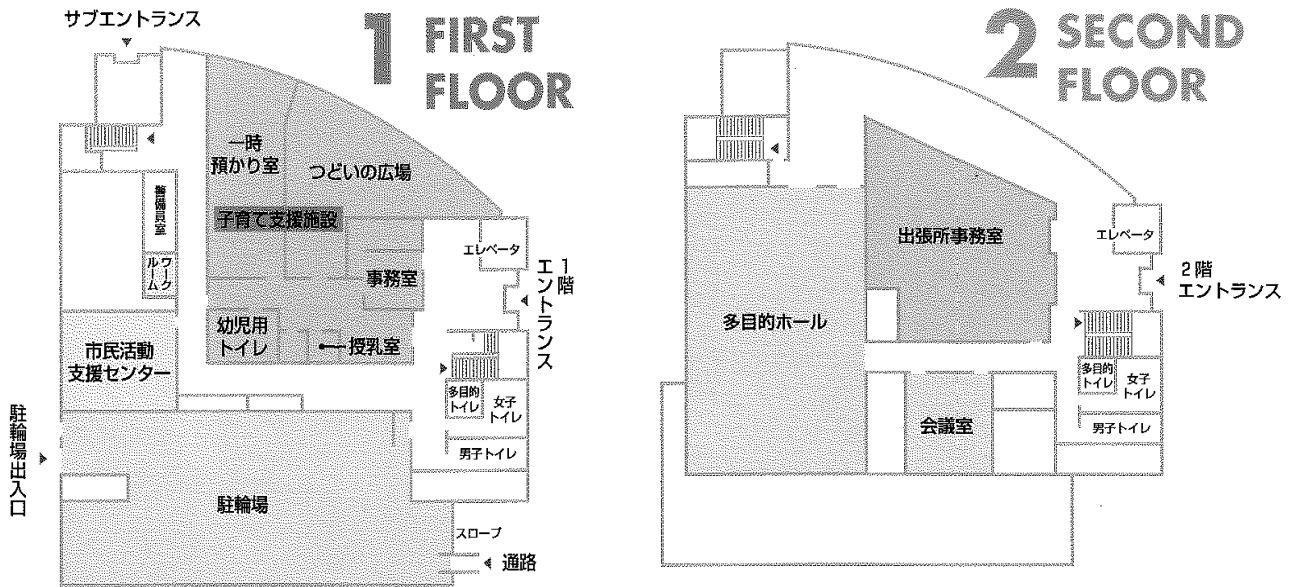 サブエントランス
1 FIRST
FLOOR
一時
預かり室
つどいの広場
子育て支援施設
警備員室
ワーク
ルーム
事務室
エレベータ
1階
エントランス
幼児用
トイレ
授乳室
市民活動
支援センター
多目的
トイレ
女子
トイレ
男子トイレ
駐輪場出入口
駐輪場
スロープ
通路
2 SECOND
FLOOR
出張所事務室
エレベータ
2階
エントランス
多目的ホール
多目的
トイレ
女子
トイレ
会議室
男子トイレ